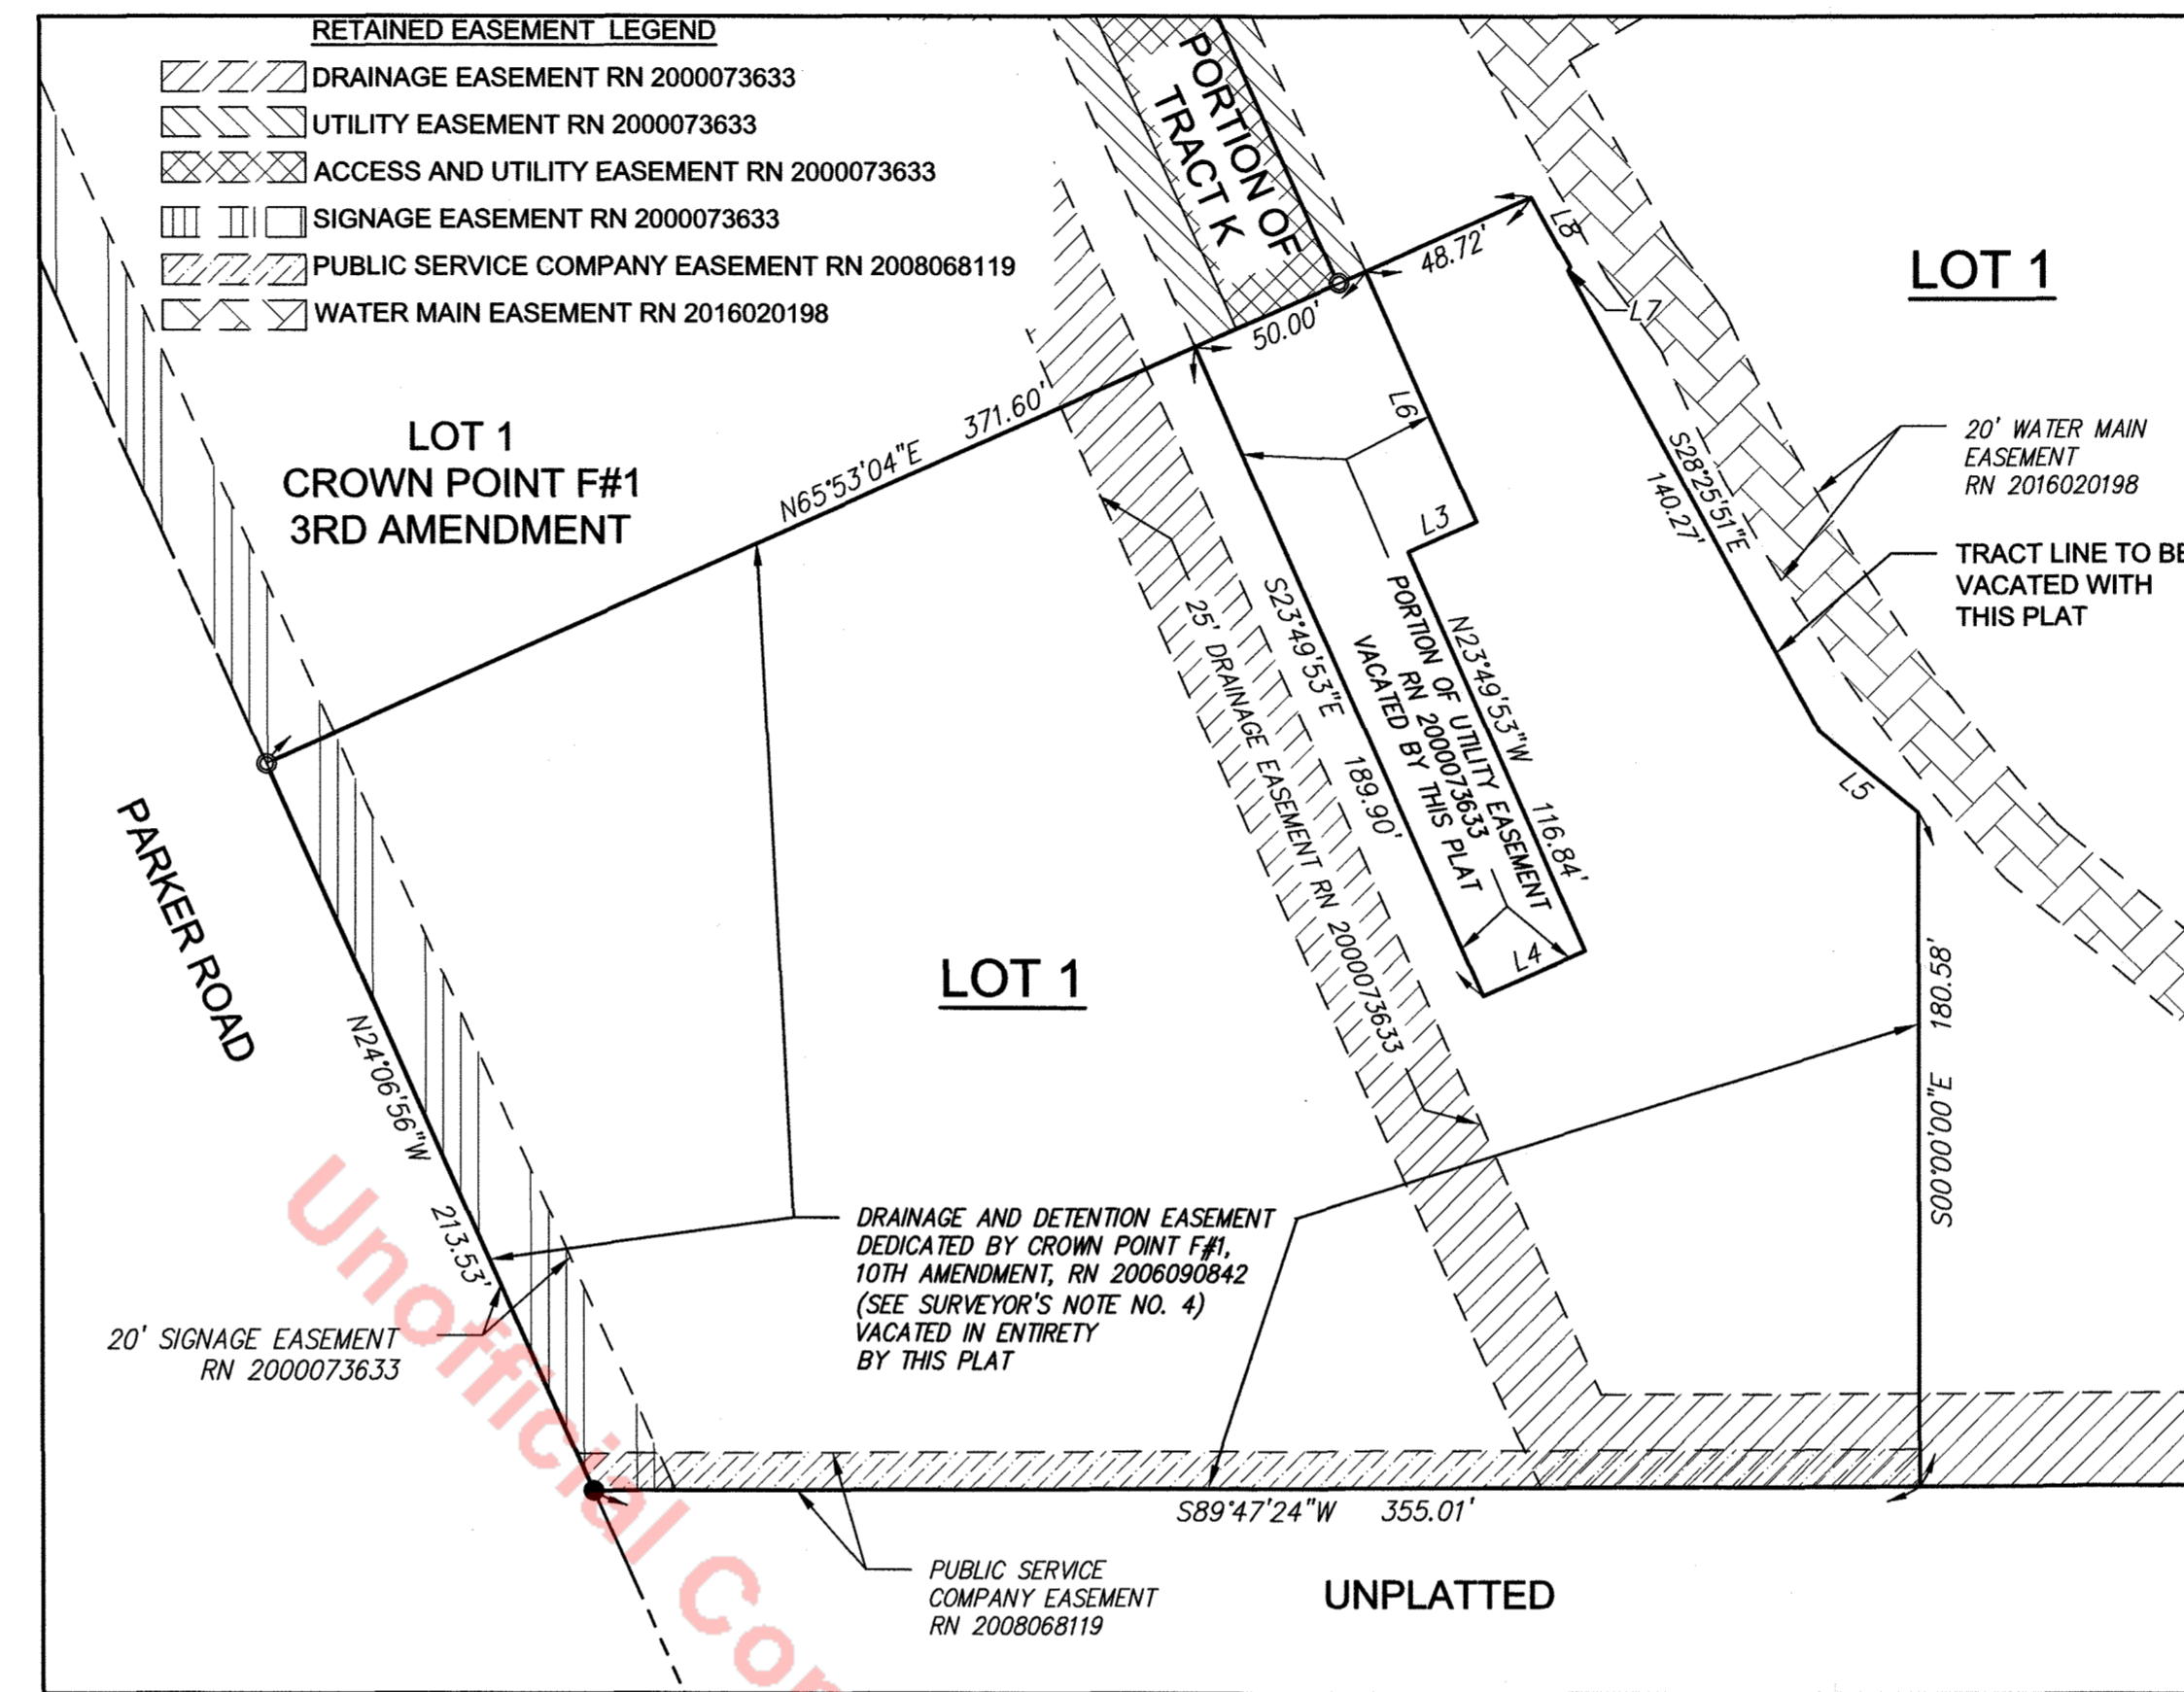 RETAINED EASEMENT LEGEND
DRAINAGE EASEMENT RN 2000073633
UTILITY EASEMENT RN 2000073633
ACCESS AND UTILITY EASEMENT RN 2000073633
SIGNAGE EASEMENT RN 2000073633
PUBLIC SERVICE COMPANY EASEMENT RN 2008068119
WATER MAIN EASEMENT RN 2016020198
PORTION OF
TRACT K
48.72'
50.00'
L8
L7
LOT 1
LOT 1
CROWN POINT F#1
3RD AMENDMENT
N65°53'04"E 371.60'
L6
L3
S28°25'51"E
140.27'
20' WATER MAIN
EASEMENT
RN 2016020198
TRACT LINE TO BE
VACATED WITH
THIS PLAT
25' DRAINAGE EASEMENT RN 2000073633
S23°49'53"E 189.90'
PORTION OF UTILITY EASEMENT
RN 2000073633
VACATED BY THIS PLAT
N23°49'53"W 116.84'
L4
L5
PARKER ROAD
LOT 1
N24°06'56"W 213.53'
S00°00'00"E 180.58'
DRAINAGE AND DETENTION EASEMENT
DEDICATED BY CROWN POINT F#1,
10TH AMENDMENT, RN 2006090842
(SEE SURVEYOR'S NOTE NO. 4)
VACATED IN ENTIRETY
BY THIS PLAT
20' SIGNAGE EASEMENT
RN 2000073633
S89°47'24"W 355.01'
PUBLIC SERVICE
COMPANY EASEMENT
RN 2008068119
UNPLATTED
Unofficial Co